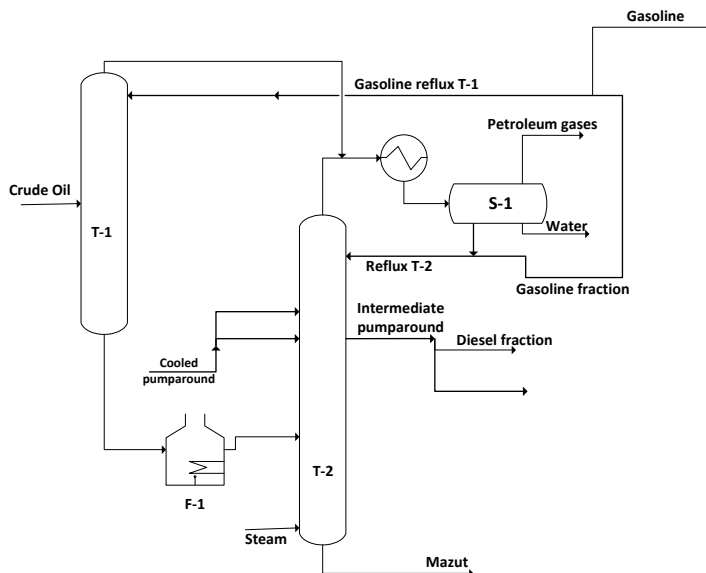 Gasoline
Gasoline reflux T-1
Petroleum gases
Crude Oil
S-1
T-1
Water
Reflux T-2
Gasoline fraction
Intermediate
pumparound
Diesel fraction
Cooled
pumparound
T-2
F-1
Steam
Mazut